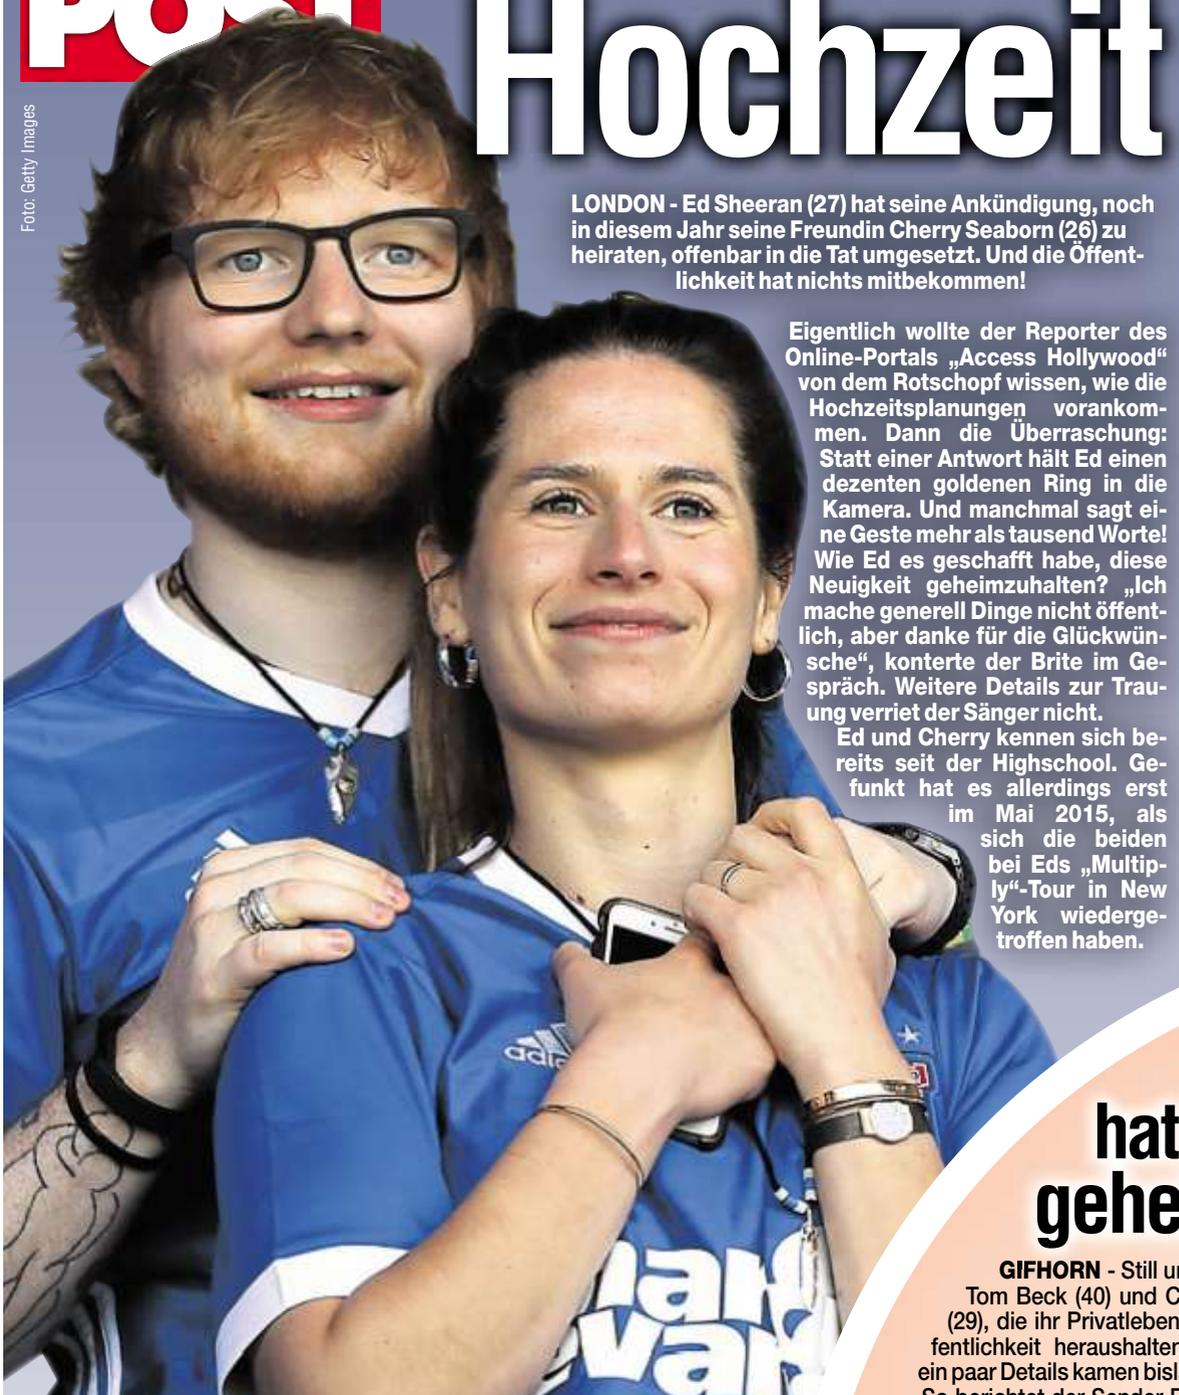 POST
Hochzeit
Foto: Getty Images
LONDON - Ed Sheeran (27) hat seine Ankündigung, noch
in diesem Jahr seine Freundin Cherry Seaborn (26) zu
heiraten, offenbar in die Tat umgesetzt. Und die Öffent-
lichkeit hat nichts mitbekommen!
Eigentlich wollte der Reporter des
Online-Portals „Access Hollywood“
von dem Rotschopf wissen, wie die
Hochzeitsplanungen vorankom-
men. Dann die Überraschung:
Statt einer Antwort hält Ed einen
dezenten goldenen Ring in die
Kamera. Und manchmal sagt ei-
ne Geste mehr als tausend Worte!
Wie Ed es geschafft habe, diese
Neuigkeit geheimzuhalten? „Ich
mache generell Dinge nicht öffent-
lich, aber danke für die Glückwün-
sche“, konterte der Brite im Ge-
spräch. Weitere Details zur Trau-
ung verriet der Sänger nicht.
Ed und Cherry kennen sich be-
reits seit der Highschool. Ge-
funkt hat es allerdings erst
im Mai 2015, als
sich die beiden
bei Eds „Multip-
ly“-Tour in New
York wiederge-
troffen haben.
adid
hat
gehe
GIFHORN - Still u
Tom Beck (40) und C
(29), die ihr Privatleben
fentlichkeit heraushalten
ein paar Details kamen bisl
So berichtet der Sender